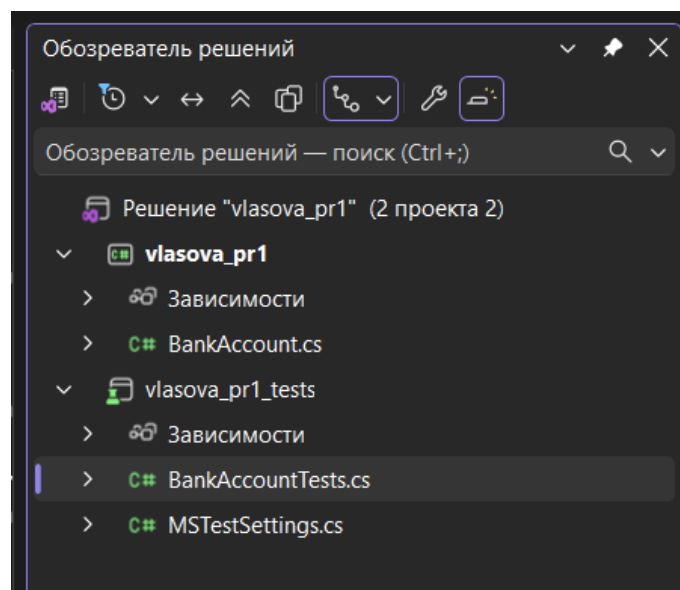 Обозреватель решений
Обозреватель решений — поиск (Ctrl+;)
Решение "vlasova_pr1" (2 проекта 2)
C# vlasova_pr1
Зависимости
C# BankAccount.cs
vlasova_pr1_tests
Зависимости
C# BankAccountTests.cs
C# MSTestSettings.cs